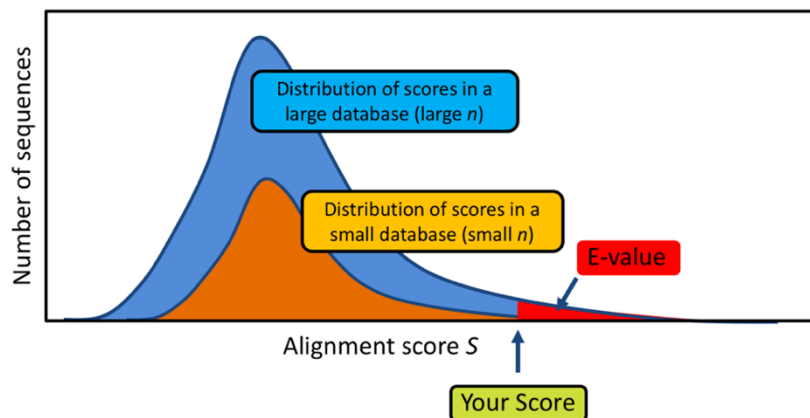 Number of sequences
Distribution of scores in a
large database (large n)
Distribution of scores in a
small database (small n)
E-value
Alignment score S
Your Score